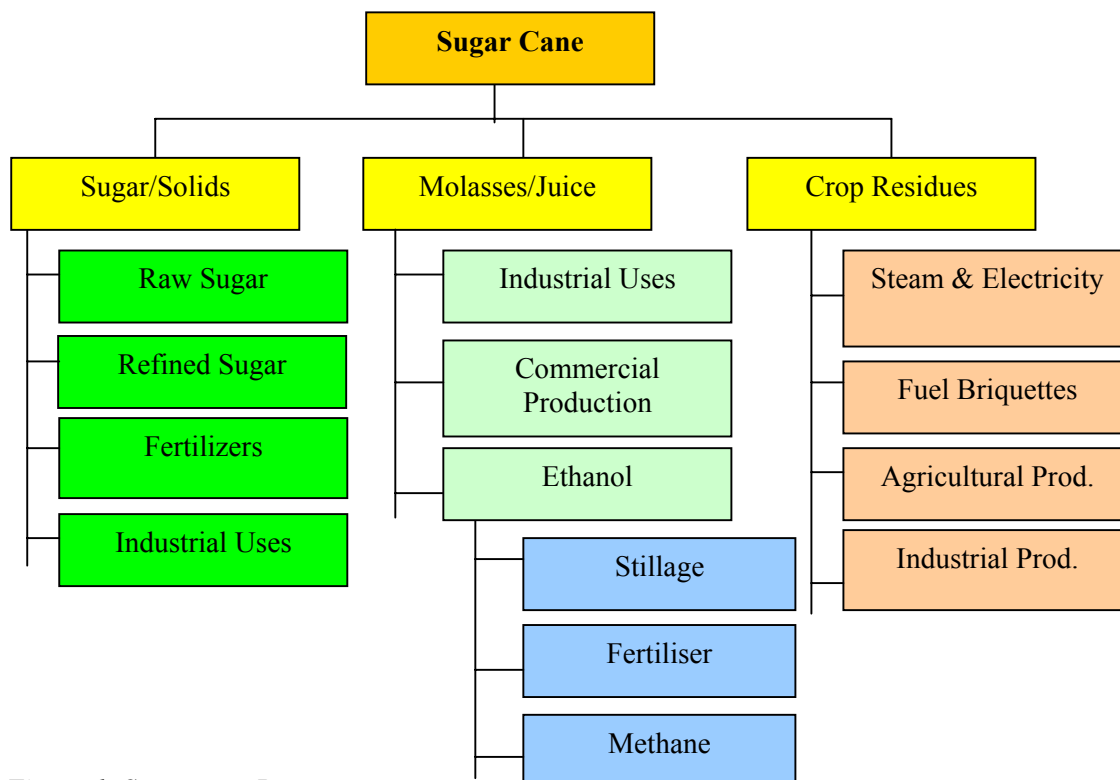 Sugar Cane
Sugar/Solids
Molasses/Juice
Crop Residues
Raw Sugar
Refined Sugar
Fertilizers
Industrial Uses
Industrial Uses
Commercial
Production
Ethanol
Stillage
Fertiliser
Methane
Steam & Electricity
Fuel Briquettes
Agricultural Prod.
Industrial Prod.